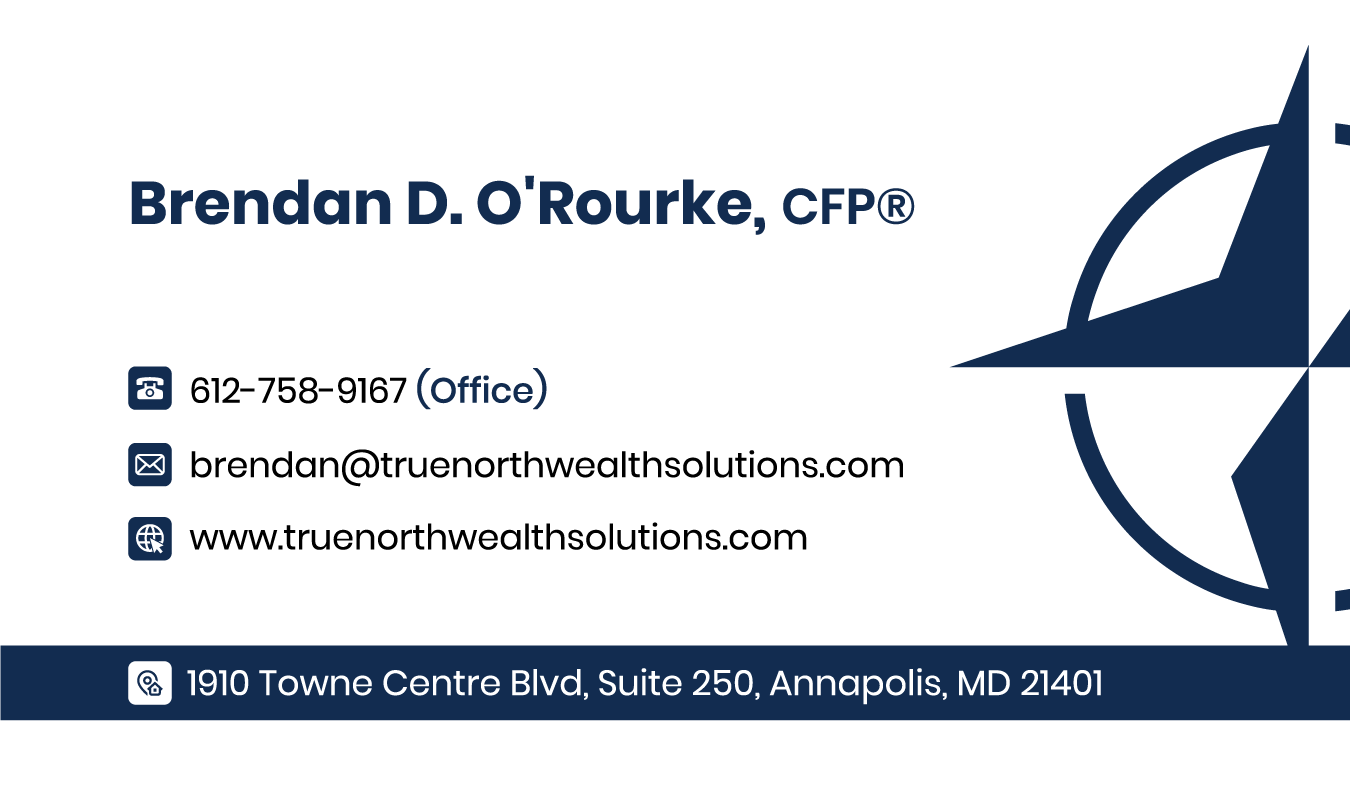 Brendan D. O'Rourke, CFP®
612-758-9167 (Office)
brendan@truenorthwealthsolutions.com
www.truenorthwealthsolutions.com
1910 Towne Centre Blvd, Suite 250, Annapolis, MD 21401